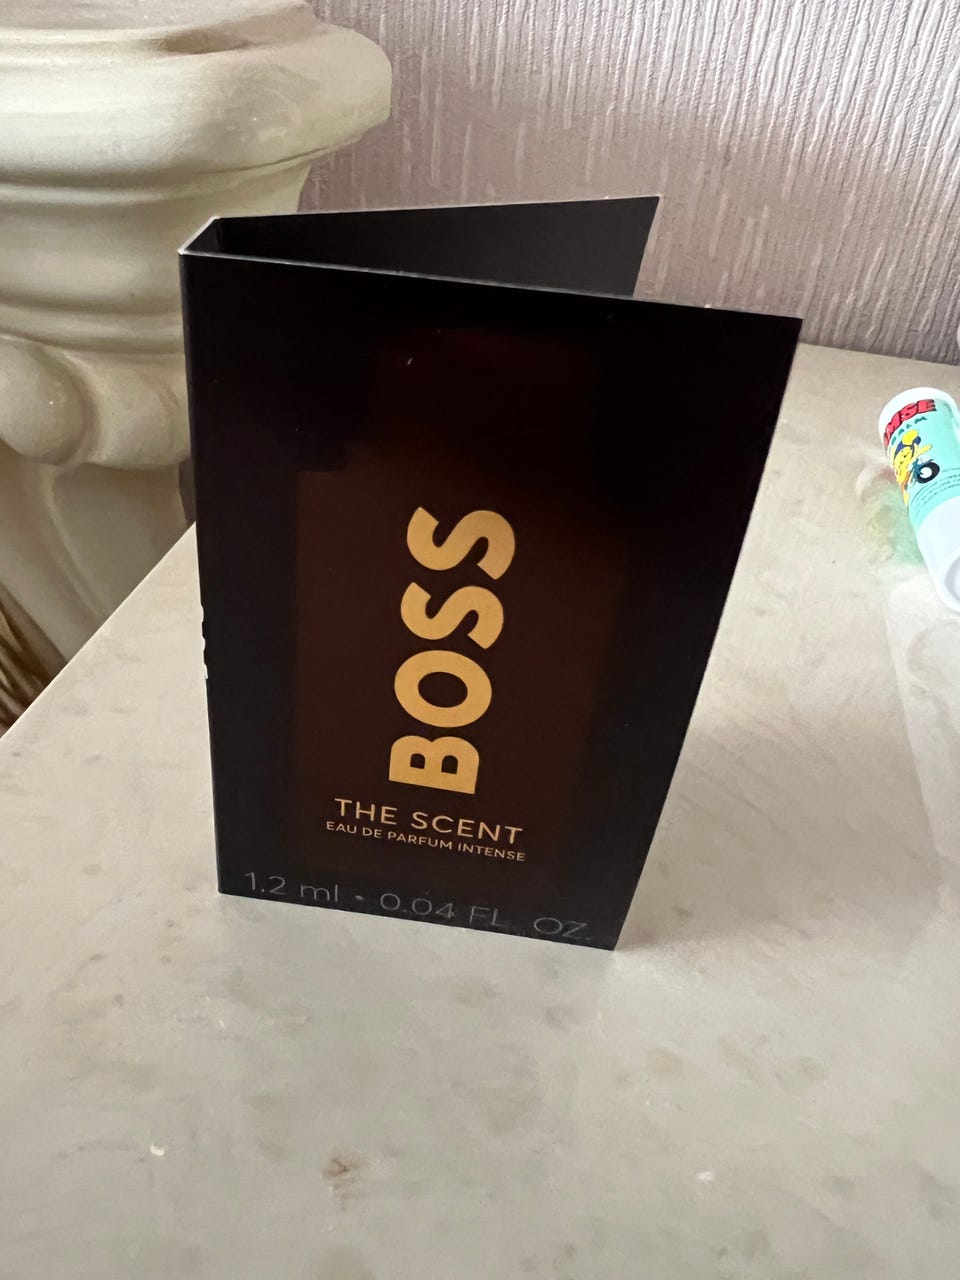 BOSS
THE SCENT
EAU DE PARFUM INTENSE
1.2 ml • 0.04 FL. OZ.